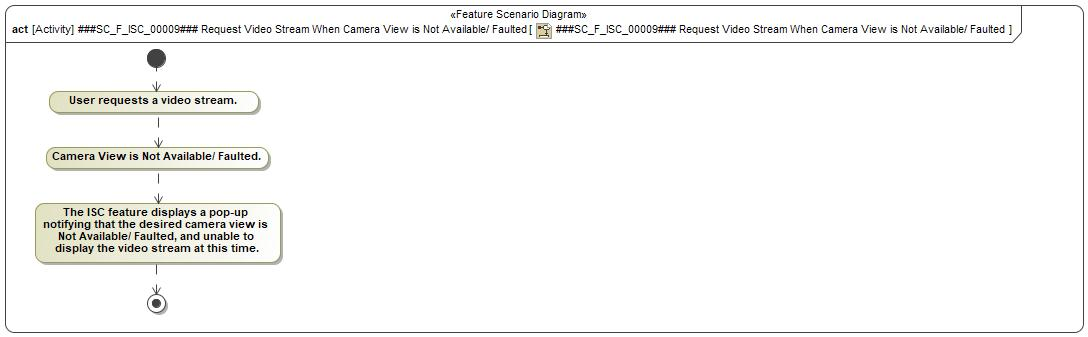 «Feature Scenario Diagram»
act [Activity] ###SC_F_ISC_00009### Request Video Stream When Camera View is Not Available/ Faulted [ ###SC_F_ISC_00009### Request Video Stream When Camera View is Not Available/ Faulted ]
User requests a video stream.
Camera View is Not Available/ Faulted.
The ISC feature displays a pop-up
notifying that the desired camera view is
Not Available/ Faulted, and unable to
display the video stream at this time.